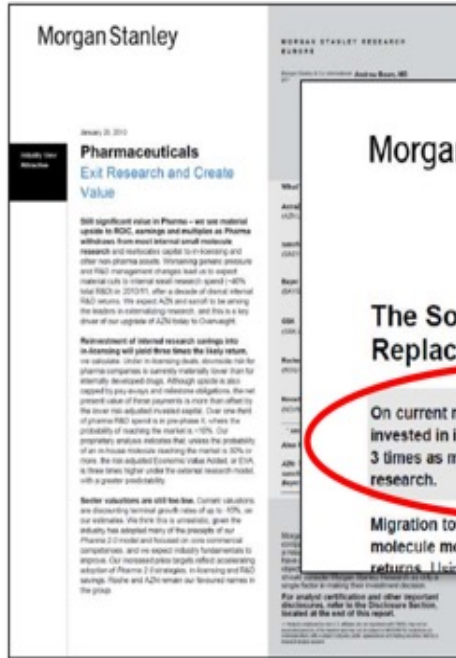 Morgan Stanley
MORGAN STANLEY RESEARCH
EUROPE
January 20, 2010
Industry View
Attractive
Pharmaceuticals
Exit Research and Create
Value
Still significant value in Pharma – we see material
upside to ROIC, earnings and multiples as Pharma
withdraws from most internal small molecule
research and reallocates capital to in-licensing and
other non-pharma assets. Worsening generic pressure
and R&D management changes lead us to expect
material cuts to internal small research spend (~40%
total R&D) in 2010/11, after a decade of dismal internal
R&D returns. We expect AZN and sanofi to be among
the leaders in externalizing research, and this is a key
driver of our upgrade of AZN today to Overweight.
Reinvestment of internal research savings into
in-licensing will yield three times the likely return,
we calculate. Under in-licensing deals, downside risk for
pharma companies is currently materially lower than for
internally developed drugs. Although upside is also
capped by pay-aways and milestone obligations, the net
present value of these payments is more than offset by
the lower risk-adjusted invested capital. Over one third
of pharma R&D spend is in pre-phase II, where the
probability of reaching the market is <10%. Our
proprietary analysis indicates that, unless the probability
of an in-house molecule reaching the market is 30% or
more, the risk-adjusted Economic Value Added, or EVA,
is three times higher under the external research model,
with a greater predictability.
Sector valuations are still too low. Current valuations
are discounting terminal growth rates of up to
our estimates. We think this is unrealistic, given the
industry has adopted many of the precepts of our
Pharma 2.0 model and focused on core commercial
competences, and we expect industry fundamentals to
improve. Our increased price targets reflect accelerating
adoption of Pharma 2.0 strategies, in-licensing and R&D
savings. Roche and AZN remain our favoured names in
the group.
Morga
The So
Replac
On current r
invested in i
3 times as m
research.
Migration to
molecule me
returns. Usin
For analyst certification and other important
disclosures, refer to the Disclosure Section,
located at the end of this report.